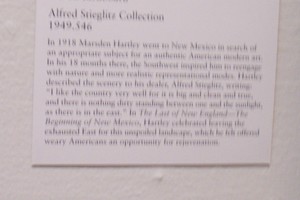 Alfred Stieglitz Collection
1949.546
In 1918 Marsden Hartley went to New Mexico in search of
an appropriate subject for an authentic American modern art.
In his 18 months there, the Southwest inspired him to reengage
with nature and more realistic representational modes. Hartley
described the scenery to his dealer, Alfred Stieglitz, writing:
"I like the country very well for it is big and clean and true,
and there is nothing duty standing between one and the sunlight,
as there is in the east." In The Last of New England—The
Beginning of New Mexico, Hartley celebrated leaving the
exhausted East for this unspoiled landscape, which he felt offered
weary Americans an opportunity for rejuvenation.